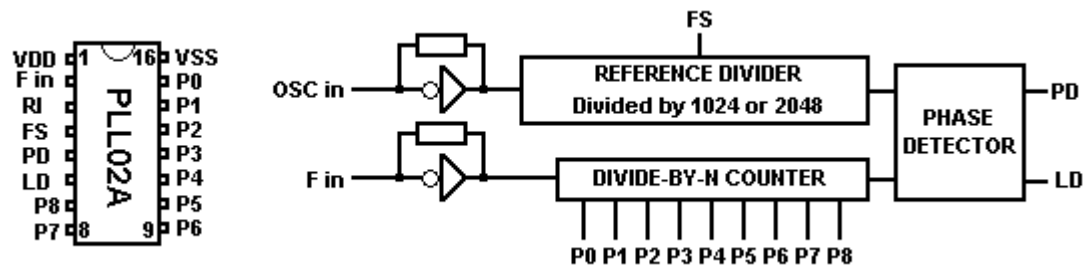 VDD 1 16 VSS
F in P0
RI P1
FS P2
PD P3
LD P4
P8 P5
P7 8 9 P6
PLL02A
FS
OSC in
REFERENCE DIVIDER
Divided by 1024 or 2048
PHASE
DETECTOR
PD
F in
DIVIDE-BY-N COUNTER
LD
P0 P1 P2 P3 P4 P5 P6 P7 P8